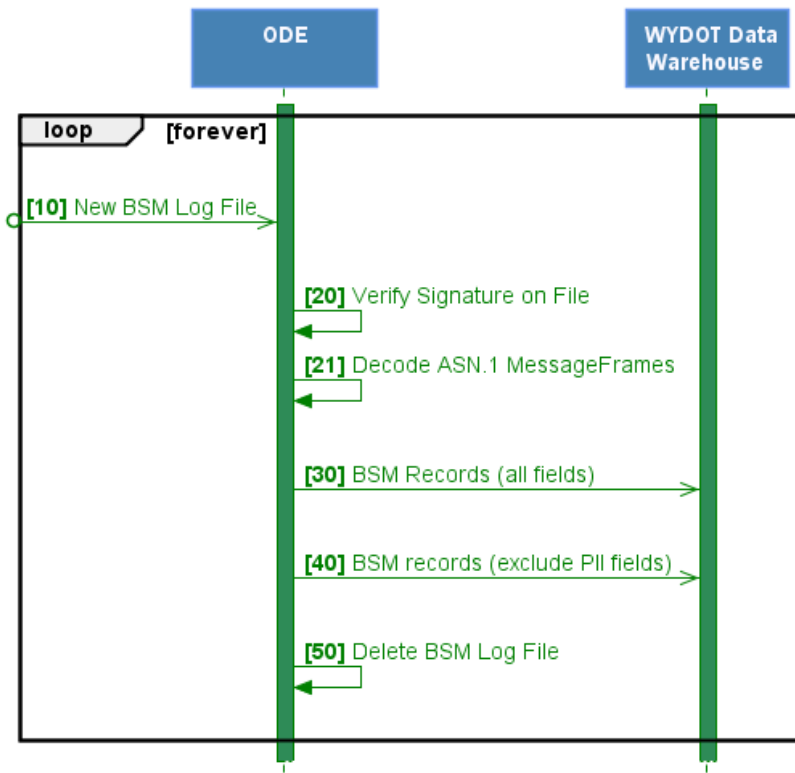 ODE
WYDOT Data
Warehouse
loop
[forever]
[10] New BSM Log File
[20] Verify Signature on File
[21] Decode ASN.1 MessageFrames
[30] BSM Records (all fields)
[40] BSM records (exclude PII fields)
[50] Delete BSM Log File